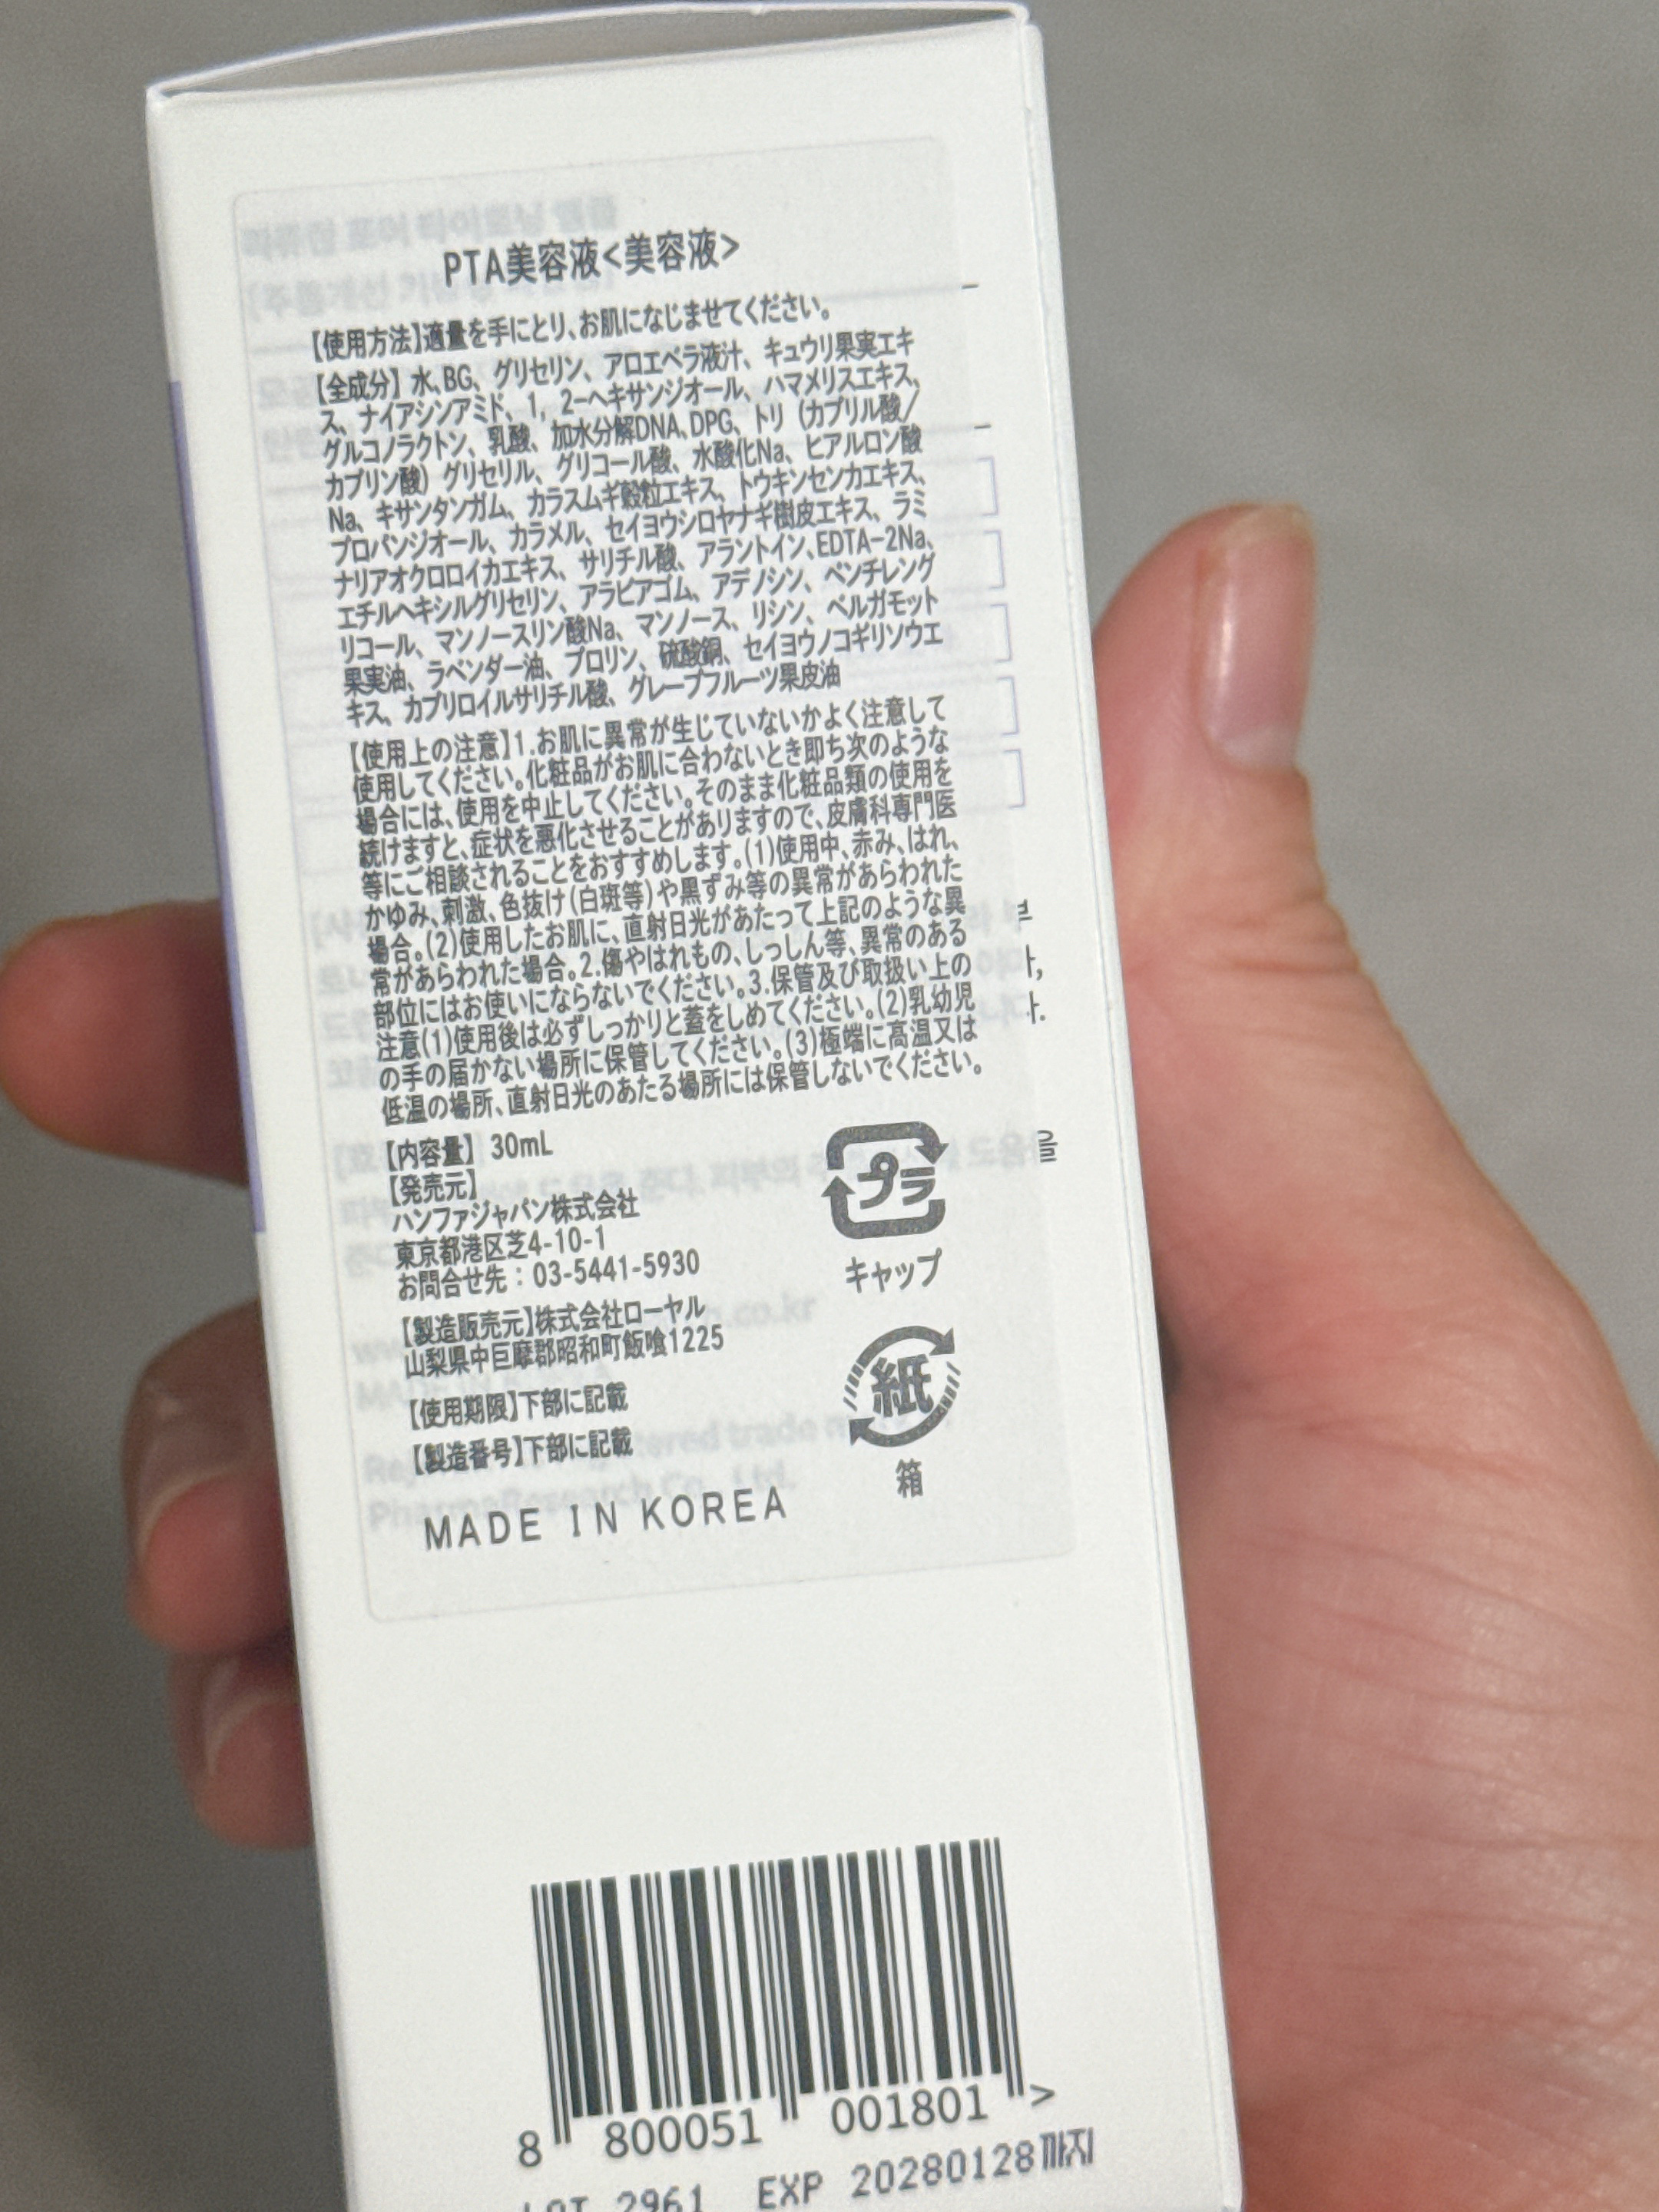 PTA美容液<美容液>
【使用方法】適量を手にとり、お肌になじませてください。
【全成分】水、BG、グリセリン、アロエベラ液汁、キュウリ果実エキ
ス、ナイアシンアミド、1, 2-ヘキサンジオール、ハマメリスエキス、
グルコノラクトン、乳酸、加水分解DNA、DPG、トリ（カプリル酸/
カプリン酸）グリセリル、グリコール酸、水酸化Na、ヒアルロン酸
Na、キサンタンガム、カラスムギ穀粒エキス、トウキンセンカエキス、
プロパンジオール、カラメル、セイヨウシロヤナギ樹皮エキス、ラミ
ナリアオクロロイカエキス、サリチル酸、アラントイン、EDTA-2Na、
エチルヘキシルグリセリン、アラビアゴム、アデノシン、ペンチレング
リコール、マンノースリン酸Na、マンノース、リシン、ベルガモット
果実油、ラベンダー油、プロリン、硫酸銅、セイヨウノコギリソウエ
キス、カプリロイルサリチル酸、グレープフルーツ果皮油
【使用上の注意】1.お肌に異常が生じていないかよく注意して
使用してください。化粧品がお肌に合わないとき即ち次のような
場合には、使用を中止してください。そのまま化粧品類の使用を
続けますと、症状を悪化させることがありますので、皮膚科専門医
等にご相談されることをおすすめします。(1)使用中、赤み、はれ、
かゆみ、刺激、色抜け(白斑等)や黒ずみ等の異常があらわれた
場合。(2)使用したお肌に、直射日光があたって上記のような異
常があらわれた場合。2.傷やはれもの、しっしん等、異常のある
部位にはお使いにならないでください。3.保管及び取扱い上の
注意(1)使用後は必ずしっかりと蓋をしめてください。(2)乳幼児
の手の届かない場所に保管してください。(3)極端に高温又は
低温の場所、直射日光のあたる場所には保管しないでください。
【内容量】30mL
【発売元】
ハンファジャパン株式会社
東京都港区芝4-10-1
お問合せ先：03-5441-5930
【製造販売元】株式会社ローヤル
山梨県中巨摩郡昭和町飯喰1225
【使用期限】下部に記載
【製造番号】下部に記載
MADE IN KOREA
プラ
キャップ
紙
箱
8 800051 001801 >
LOT 2961 EXP 20280128까지